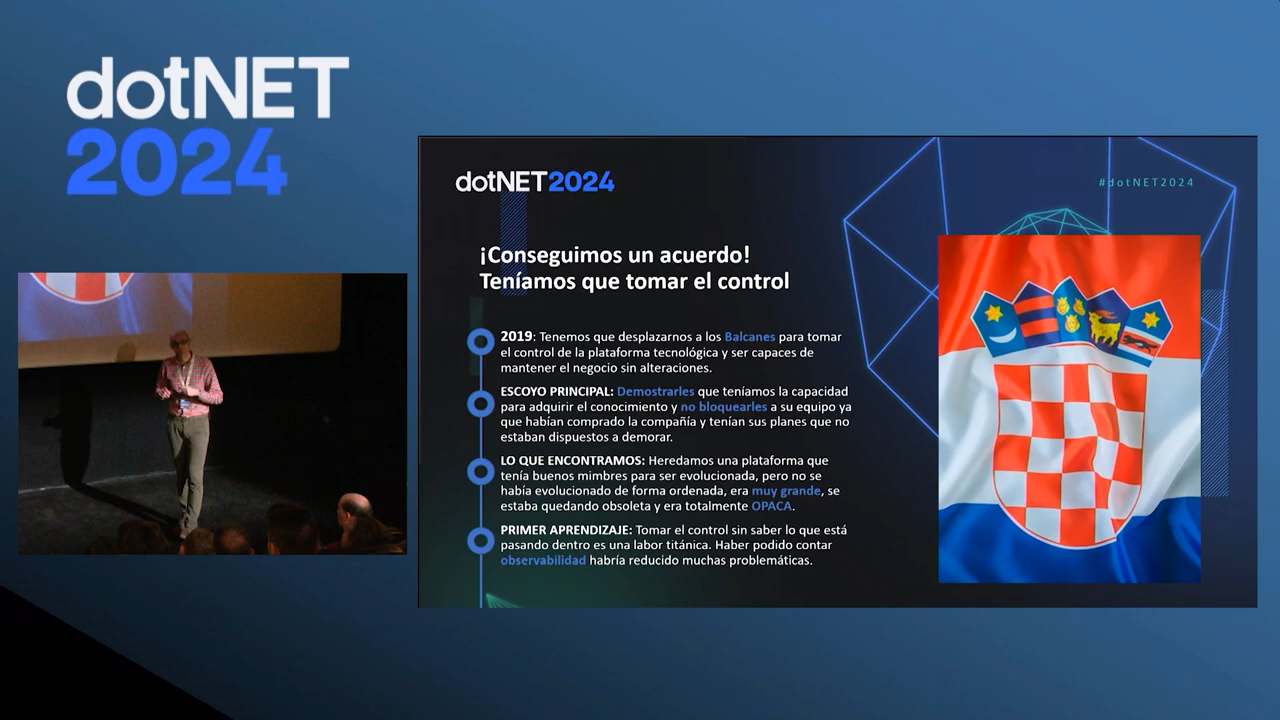 dotNET
2024
dotNET2024
#dotNET2024
¡Conseguimos un acuerdo!
Teníamos que tomar el control
2019: Tenemos que desplazarnos a los Balcanes para tomar
el control de la plataforma tecnológica y ser capaces de
mantener el negocio sin alteraciones.
ESCOYO PRINCIPAL: Demostrarles que teníamos la capacidad
para adquirir el conocimiento y no bloquearles a su equipo ya
que habían comprado la compañía y tenían sus planes que no
estaban dispuestos a demorar.
LO QUE ENCONTRAMOS: Heredamos una plataforma que
tenía buenos mimbres para ser evolucionada, pero no se
había evolucionado de forma ordenada, era muy grande, se
estaba quedando obsoleta y era totalmente OPACA.
PRIMER APRENDIZAJE: Tomar el control sin saber lo que está
pasando dentro es una labor titánica. Haber podido contar
observabilidad habría reducido muchas problemáticas.